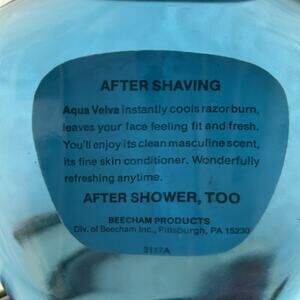 AFTER SHAVING
Aqua Velva instantly cools razor burn,
leaves your face feeling fit and fresh.
You'll enjoy its clean masculine scent,
its fine skin conditioner. Wonderfully
refreshing anytime.
AFTER SHOWER, TOO
BEECHAM PRODUCTS
Div. of Beecham Inc., Pittsburgh, PA 15230
3117A